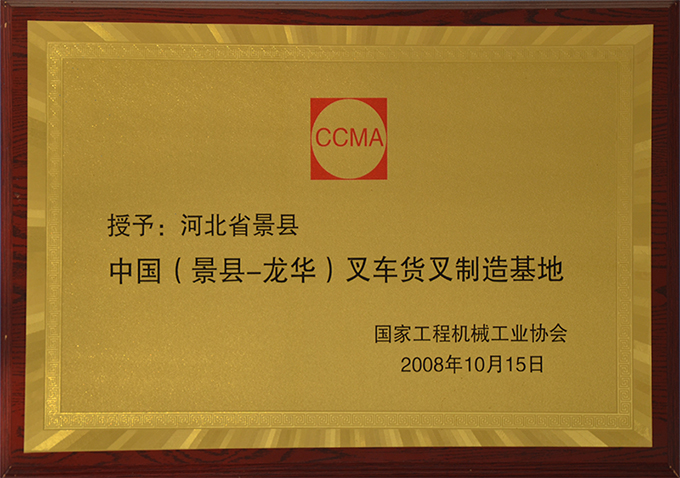 CCMA
授予：河北省景县
中国（景县-龙华）叉车货叉制造基地
国家工程机械工业协会
2008年10月15日